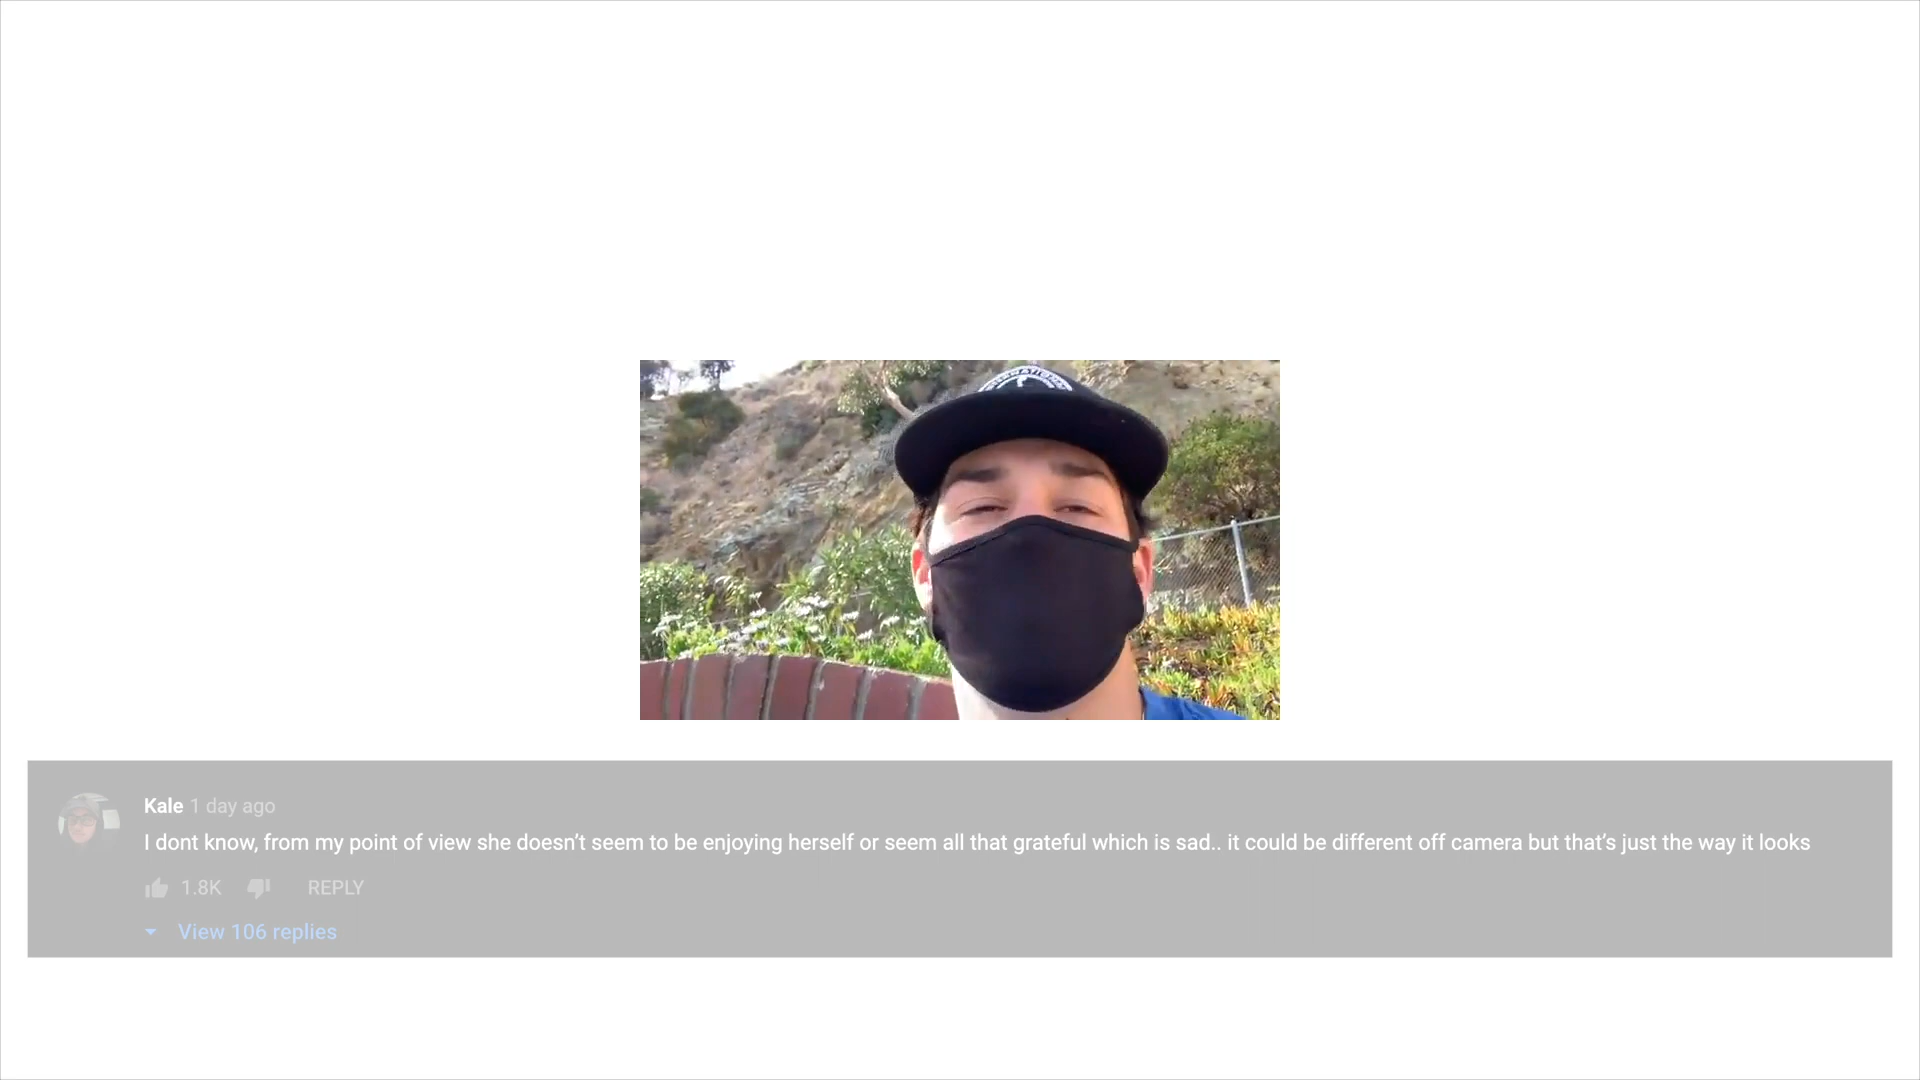 Kale 1 day ago
I dont know, from my point of view she doesn’t seem to be enjoying herself or seem all that grateful which is sad.. it could be different off camera but that’s just the way it looks
1.8K REPLY
View 106 replies